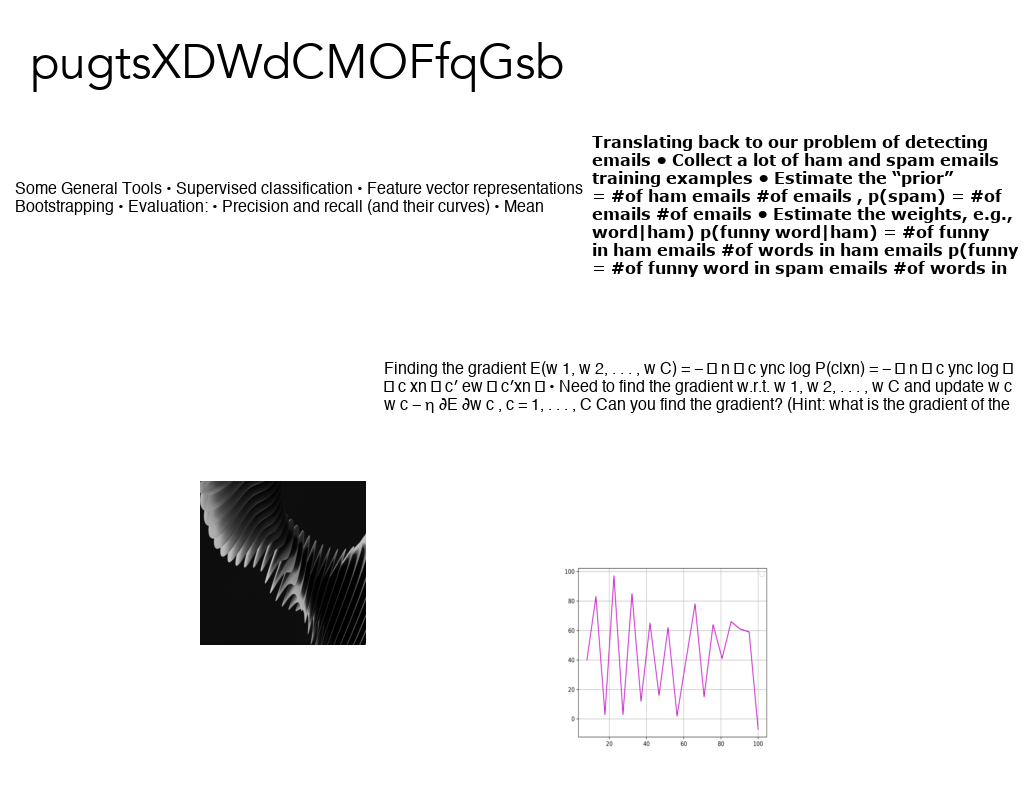 pugtsXDWdCMOFfqGsb
Some General Tools • Supervised classification • Feature vector representations
Bootstrapping • Evaluation: • Precision and recall (and their curves) • Mean
Translating back to our problem of detecting
emails • Collect a lot of ham and spam emails
training examples • Estimate the “prior”
= #of ham emails #of emails , p(spam) = #of
emails #of emails • Estimate the weights, e.g.,
word|ham) p(funny word|ham) = #of funny
in ham emails #of words in ham emails p(funny
= #of funny word in spam emails #of words in
Finding the gradient E(w 1, w 2, . . . , w C) = – □ n □ c ync log P(c|xn) = – □ n □ c ync log □
□ c xn □ c′ ew □ c′xn □ • Need to find the gradient w.r.t. w 1, w 2, . . . , w C and update w c
w c – η ∂E ∂w c , c = 1, . . . , C Can you find the gradient? (Hint: what is the gradient of the
100
80
60
40
20
0
20 40 60 80 100